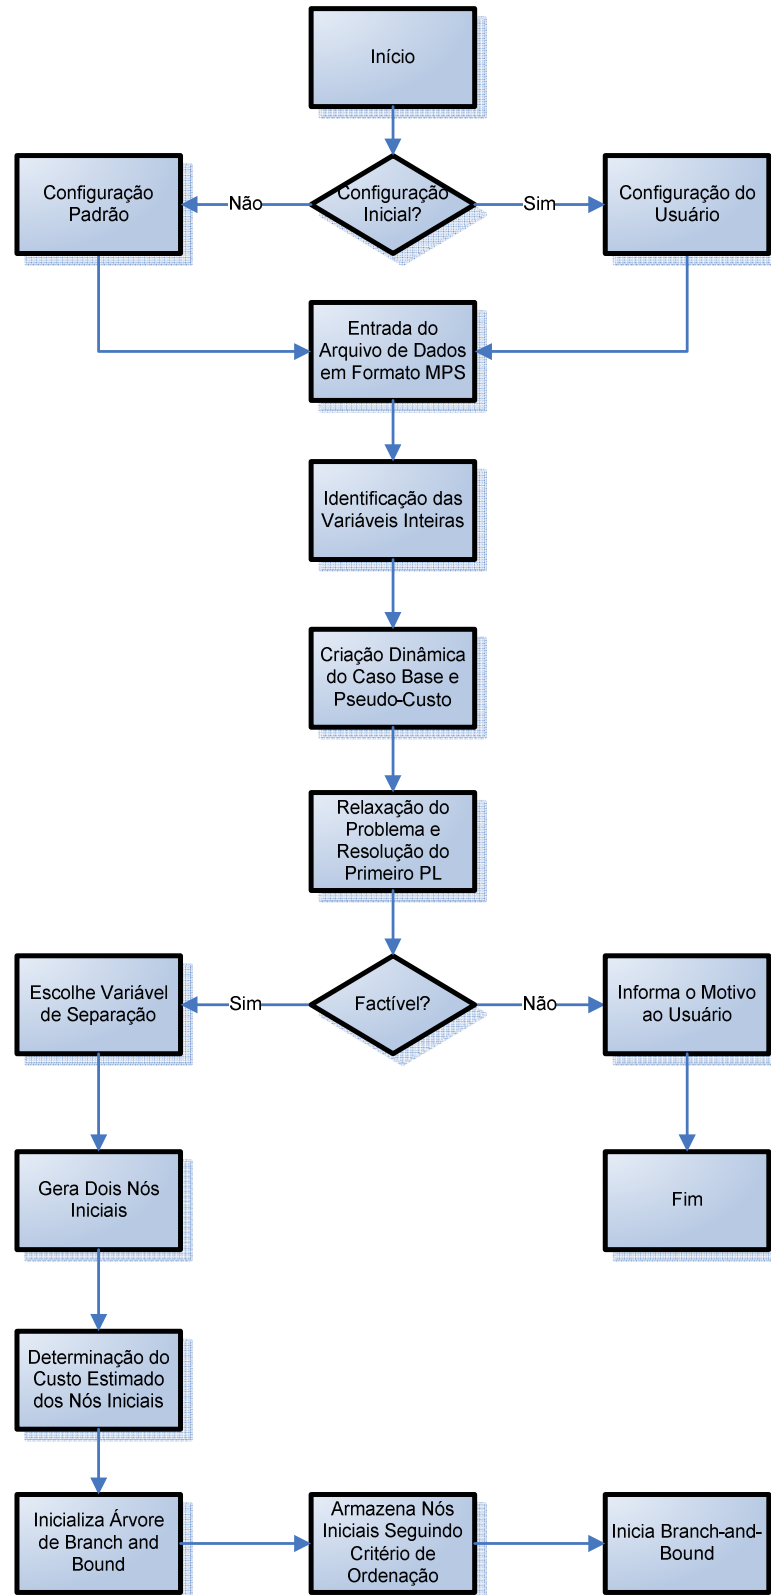 Início
Configuração
Padrão
Não
Configuração
Inicial?
Sim
Configuração do
Usuário
Entrada do
Arquivo de Dados
em Formato MPS
Identificação das
Variáveis Inteiras
Criação Dinâmica
do Caso Base e
Pseudo-Custo
Relaxação do
Problema e
Resolução do
Primeiro PL
Escolhe Variável
de Separação
Sim
Factível?
Não
Informa o Motivo
ao Usuário
Gera Dois Nós
Iniciais
Fim
Determinação do
Custo Estimado
dos Nós Iniciais
Inicializa Árvore
de Branch and
Bound
Armazena Nós
Iniciais Seguindo
Critério de
Ordenação
Inicia Branch-and-
Bound